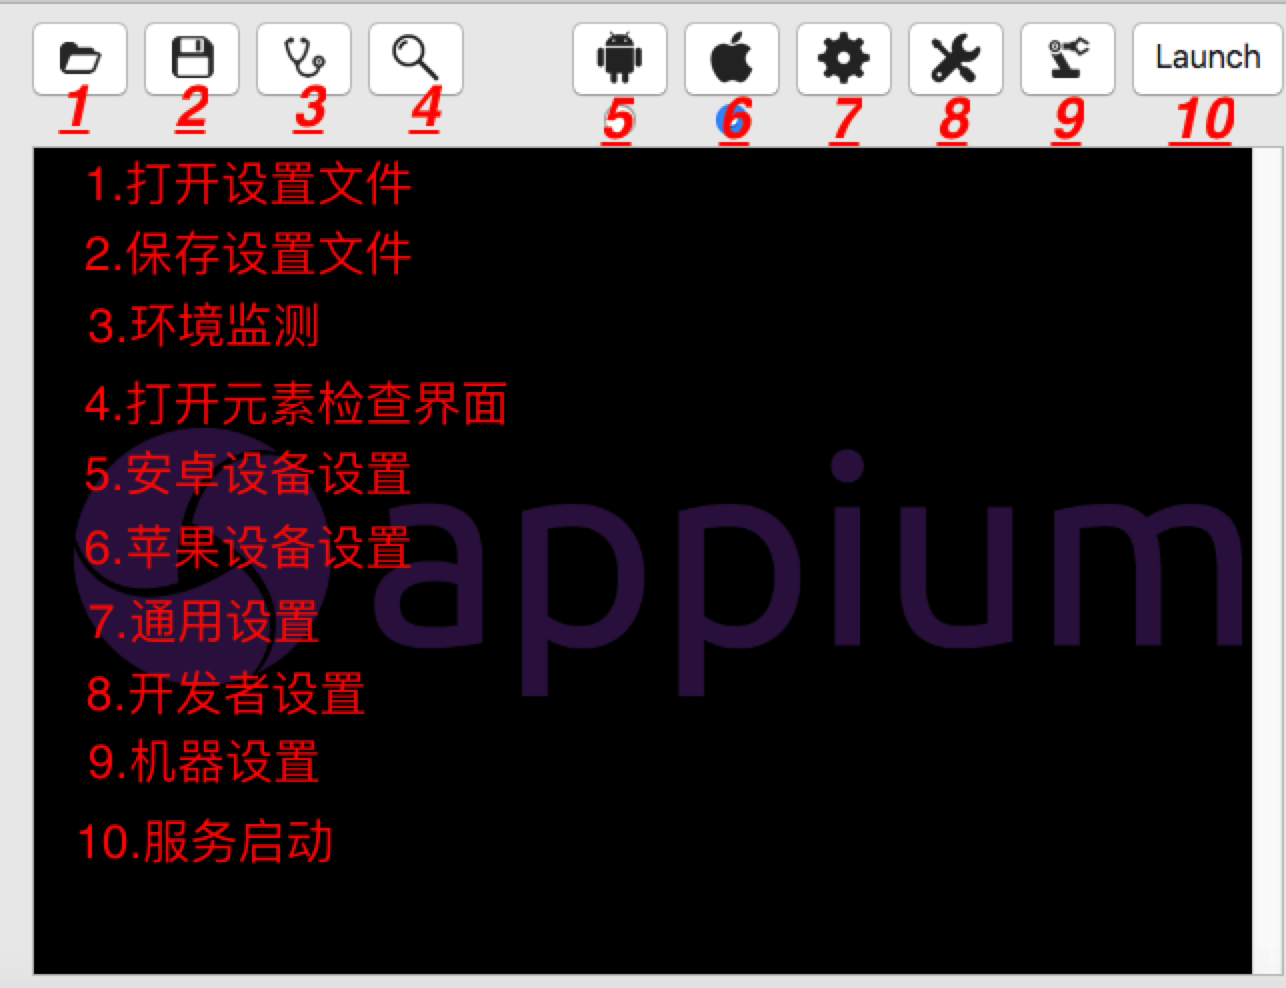 Launch
1 2 3 4 5 6 7 8 9 10
1.打开设置文件
2.保存设置文件
3.环境监测
4.打开元素检查界面
5.安卓设备设置
6.苹果设备设置
7.通用设置
8.开发者设置
9.机器设置
10.服务启动
appium